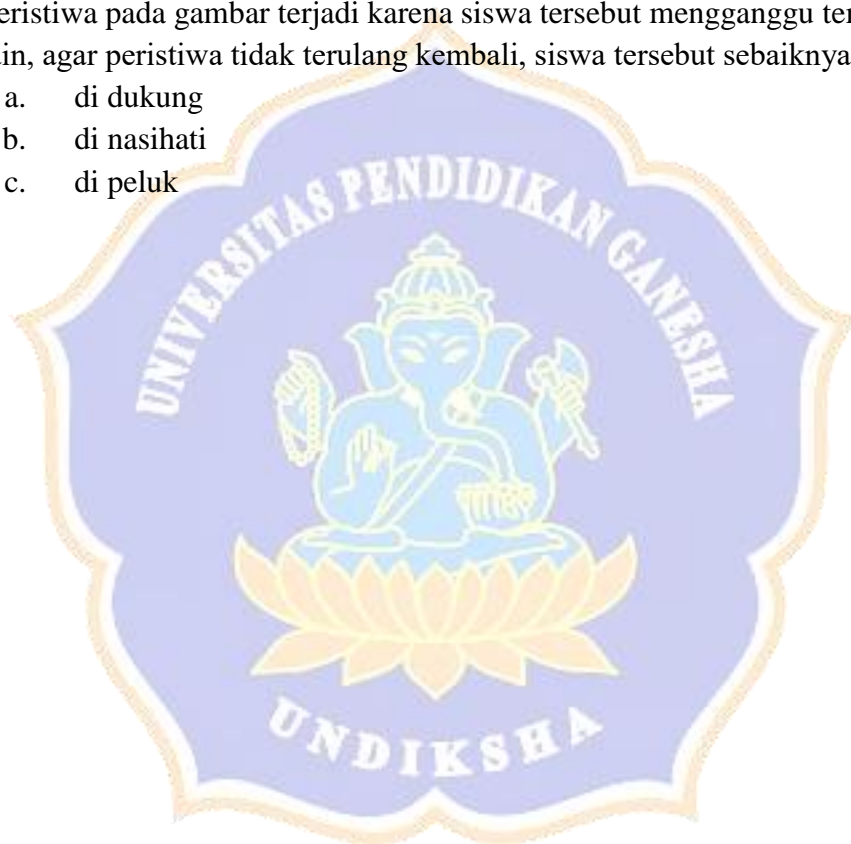 eristiwa pada gambar terjadi karena siswa tersebut mengganggu ter
in, agar peristiwa tidak terulang kembali, siswa tersebut sebaiknya
a. di dukung
b. di nasihati
c. di peluk
UNIVERSITAS PENDIDIKAN GANESHA
UNDIKSHA